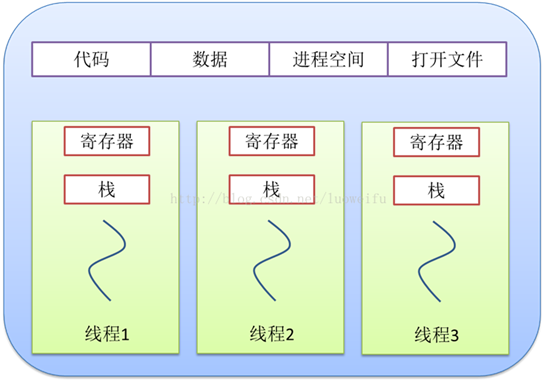 代码 数据 进程空间 打开文件
寄存器 寄存器 寄存器
栈 栈 栈
http://blog.csdn.net/luowaifu
线程1 线程2 线程3